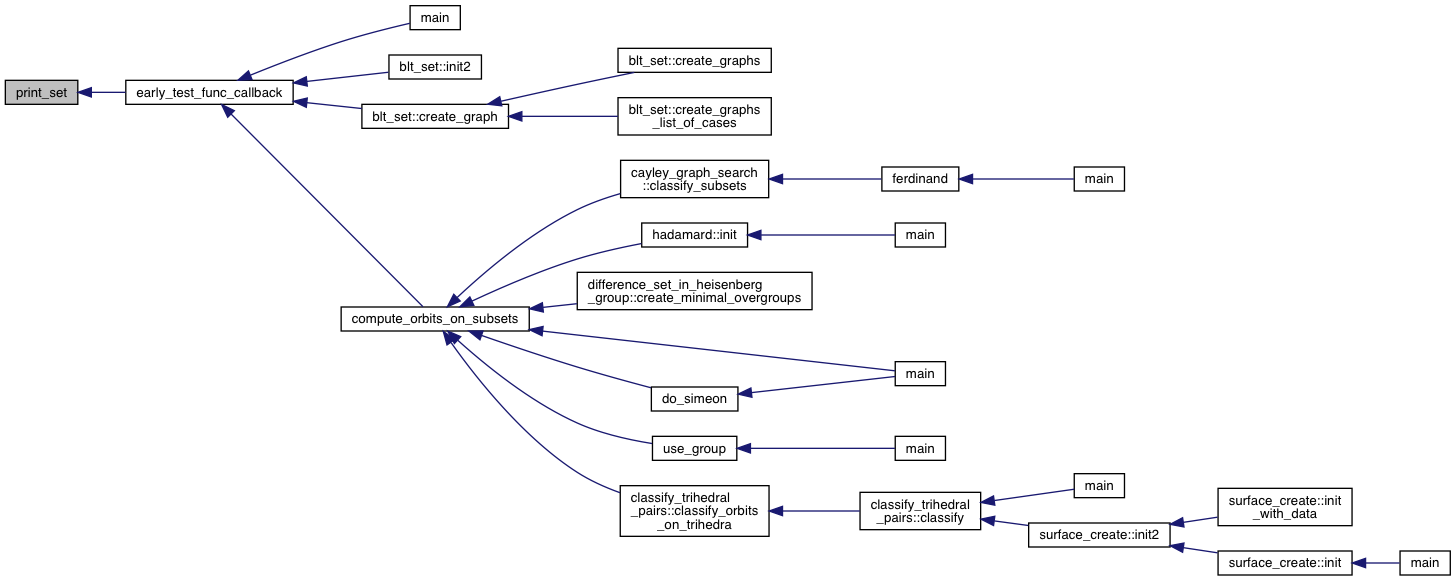 main
blt_set::init2
blt_set::create_graphs
print_set
early_test_func_callback
blt_set::create_graph
blt_set::create_graphs
_list_of_cases
cayley_graph_search
::classify_subsets
ferdinand
main
hadamard::init
main
difference_set_in_heisenberg
_group::create_minimal_overgroups
compute_orbits_on_subsets
main
do_simeon
use_group
main
classify_trihedral
_pairs::classify_orbits
_on_trihedra
classify_trihedral
_pairs::classify
main
surface_create::init2
surface_create::init
_with_data
surface_create::init
main